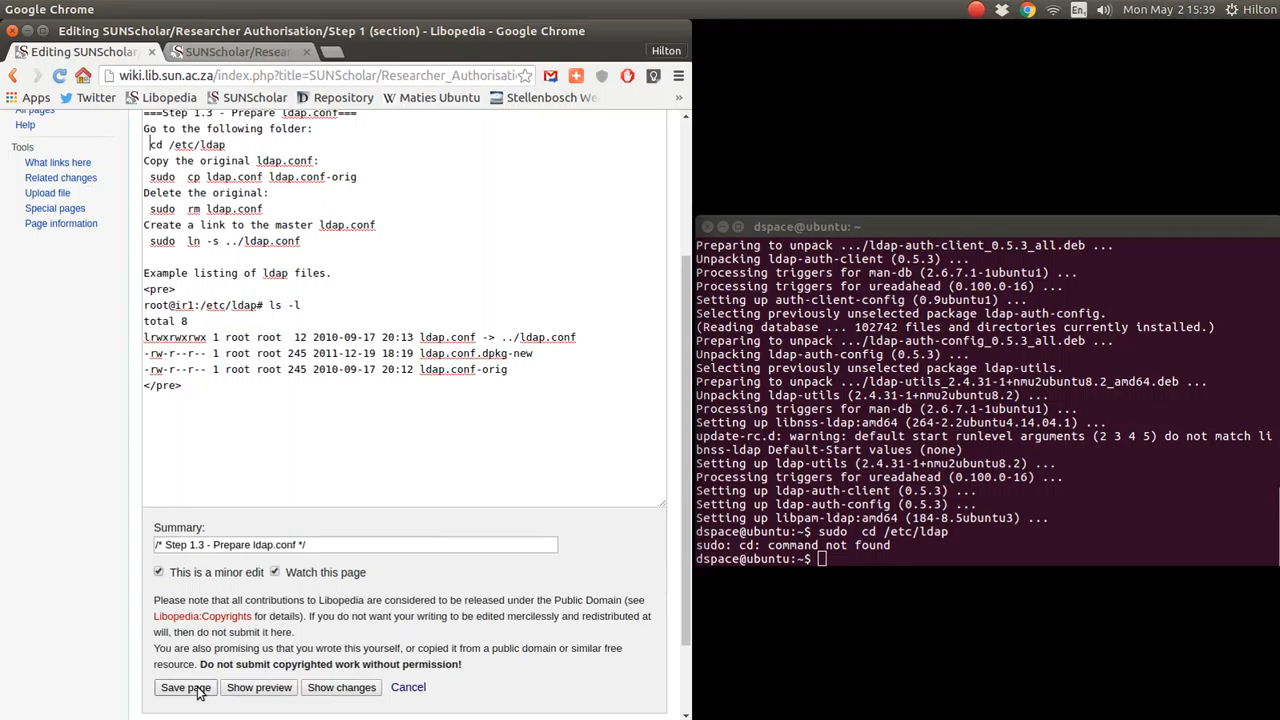 Google Chrome
En
Mon May 2 15:39
Hilton
Editing SUNScholar/Researcher Authorisation/Step 1 (section) - Libopedia - Google Chrome
Editing SUNScholar
SUNScholar/Resear
Hilton
wiki.lib.sun.ac.za/index.php?title=SUNScholar/Researcher_Authorisati
Apps
Twitter
Libopedia
SUNScholar
Repository
Maties Ubuntu
Stellenbosch We
»
All pages
Help
Tools
What links here
Related changes
Upload file
Special pages
Page information
===Step 1.3 - Prepare ldap.conf===
Go to the following folder:
cd /etc/ldap
Copy the original ldap.conf:
sudo  cp ldap.conf ldap.conf-orig
Delete the original:
sudo  rm ldap.conf
Create a link to the master ldap.conf
sudo  ln -s ../ldap.conf
Example listing of ldap files.
<pre>
root@ir1:/etc/ldap# ls -l
total 8
lrwxrwxrwx 1 root root  12 2010-09-17 20:13 ldap.conf -> ../ldap.conf
-rw-r--r-- 1 root root 245 2011-12-19 18:19 ldap.conf.dpkg-new
-rw-r--r-- 1 root root 245 2010-09-17 20:12 ldap.conf-orig
</pre>
Summary:
/* Step 1.3 - Prepare ldap.conf */
This is a minor edit
Watch this page
Please note that all contributions to Libopedia are considered to be released under the Public Domain (see
Libopedia:Copyrights for details). If you do not want your writing to be edited mercilessly and redistributed at
will, then do not submit it here.
You are also promising us that you wrote this yourself, or copied it from a public domain or similar free
resource. Do not submit copyrighted work without permission!
Save page
Show preview
Show changes
Cancel
dspace@ubuntu: ~
Preparing to unpack .../ldap-auth-client_0.5.3_all.deb ...
Unpacking ldap-auth-client (0.5.3) ...
Processing triggers for man-db (2.6.7.1-1ubuntu1) ...
Processing triggers for ureadahead (0.100.0-16) ...
Setting up auth-client-config (0.9ubuntu1) ...
Selecting previously unselected package ldap-auth-config.
(Reading database ... 102742 files and directories currently installed.)
Preparing to unpack .../ldap-auth-config_0.5.3_all.deb ...
Unpacking ldap-auth-config (0.5.3) ...
Selecting previously unselected package ldap-utils.
Preparing to unpack .../ldap-utils_2.4.31-1+nmu2ubuntu8.2_amd64.deb ...
Unpacking ldap-utils (2.4.31-1+nmu2ubuntu8.2) ...
Processing triggers for man-db (2.6.7.1-1ubuntu1) ...
Setting up libnss-ldap:amd64 (264-2.2ubuntu4.14.04.1) ...
update-rc.d: warning: default start runlevel arguments (2 3 4 5) do not match li
bnss-ldap Default-Start values (none)
Setting up ldap-utils (2.4.31-1+nmu2ubuntu8.2) ...
Processing triggers for ureadahead (0.100.0-16) ...
Setting up ldap-auth-client (0.5.3) ...
Setting up ldap-auth-config (0.5.3) ...
Setting up libpam-ldap:amd64 (184-8.5ubuntu3) ...
dspace@ubuntu:~$ sudo  cd /etc/ldap
sudo: cd: command not found
dspace@ubuntu:~$